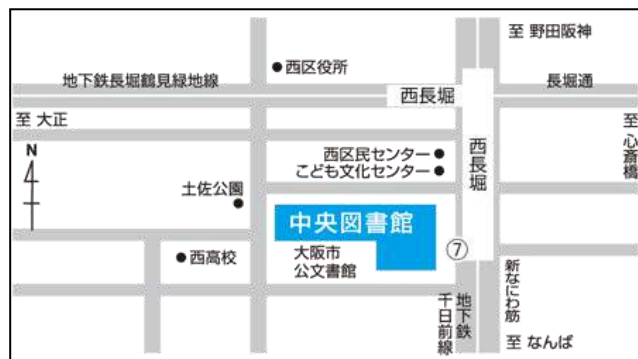 至 野田阪神
西区役所
地下鉄長堀鶴見緑地線
西長堀
長堀通
至 大正
至 心斎橋
N
西区民センター
こども文化センター
西長堀
土佐公園
中央図書館
大阪市
公文書館
⑦
西高校
新なにわ筋
地下鉄
千日前線
至 なんば